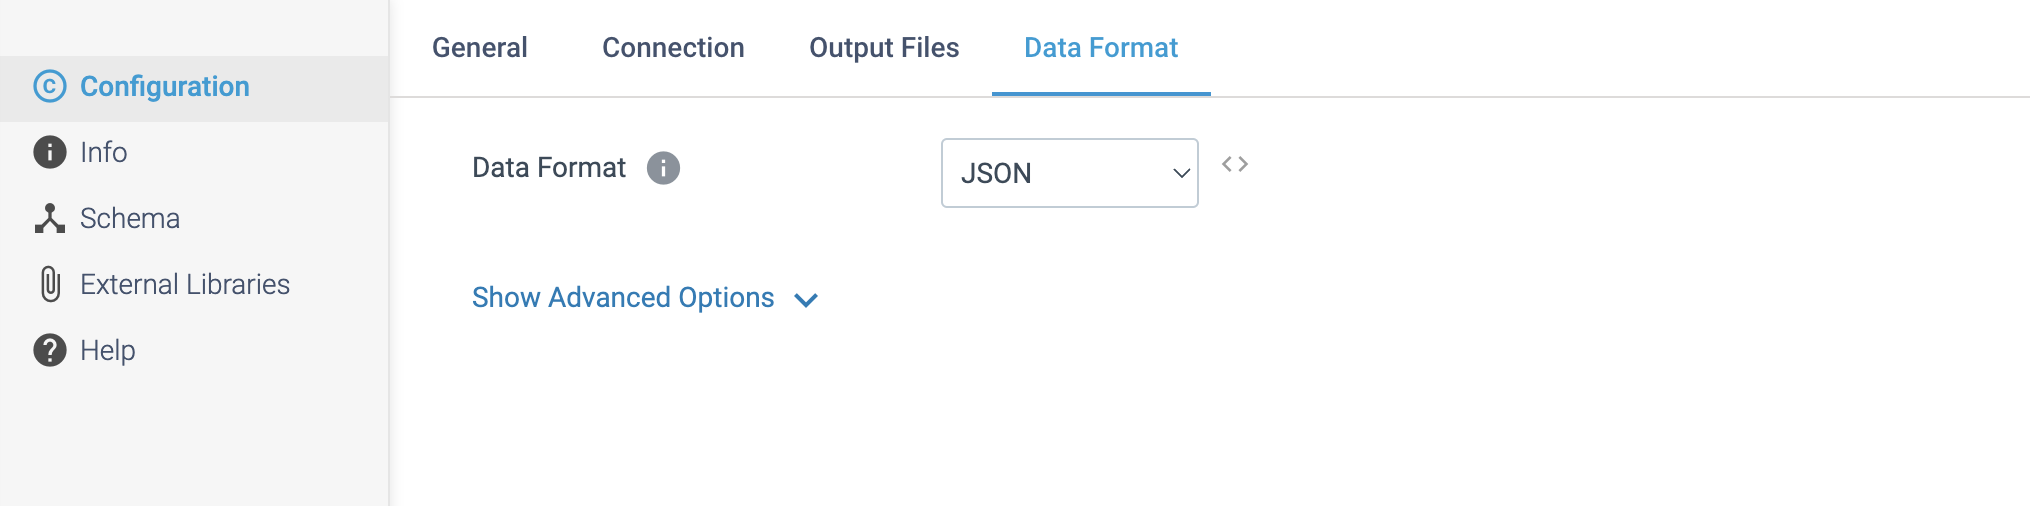 General
Connection
Output Files
Data Format
Configuration
Info
Schema
External Libraries
Help
Data Format
JSON
Show Advanced Options